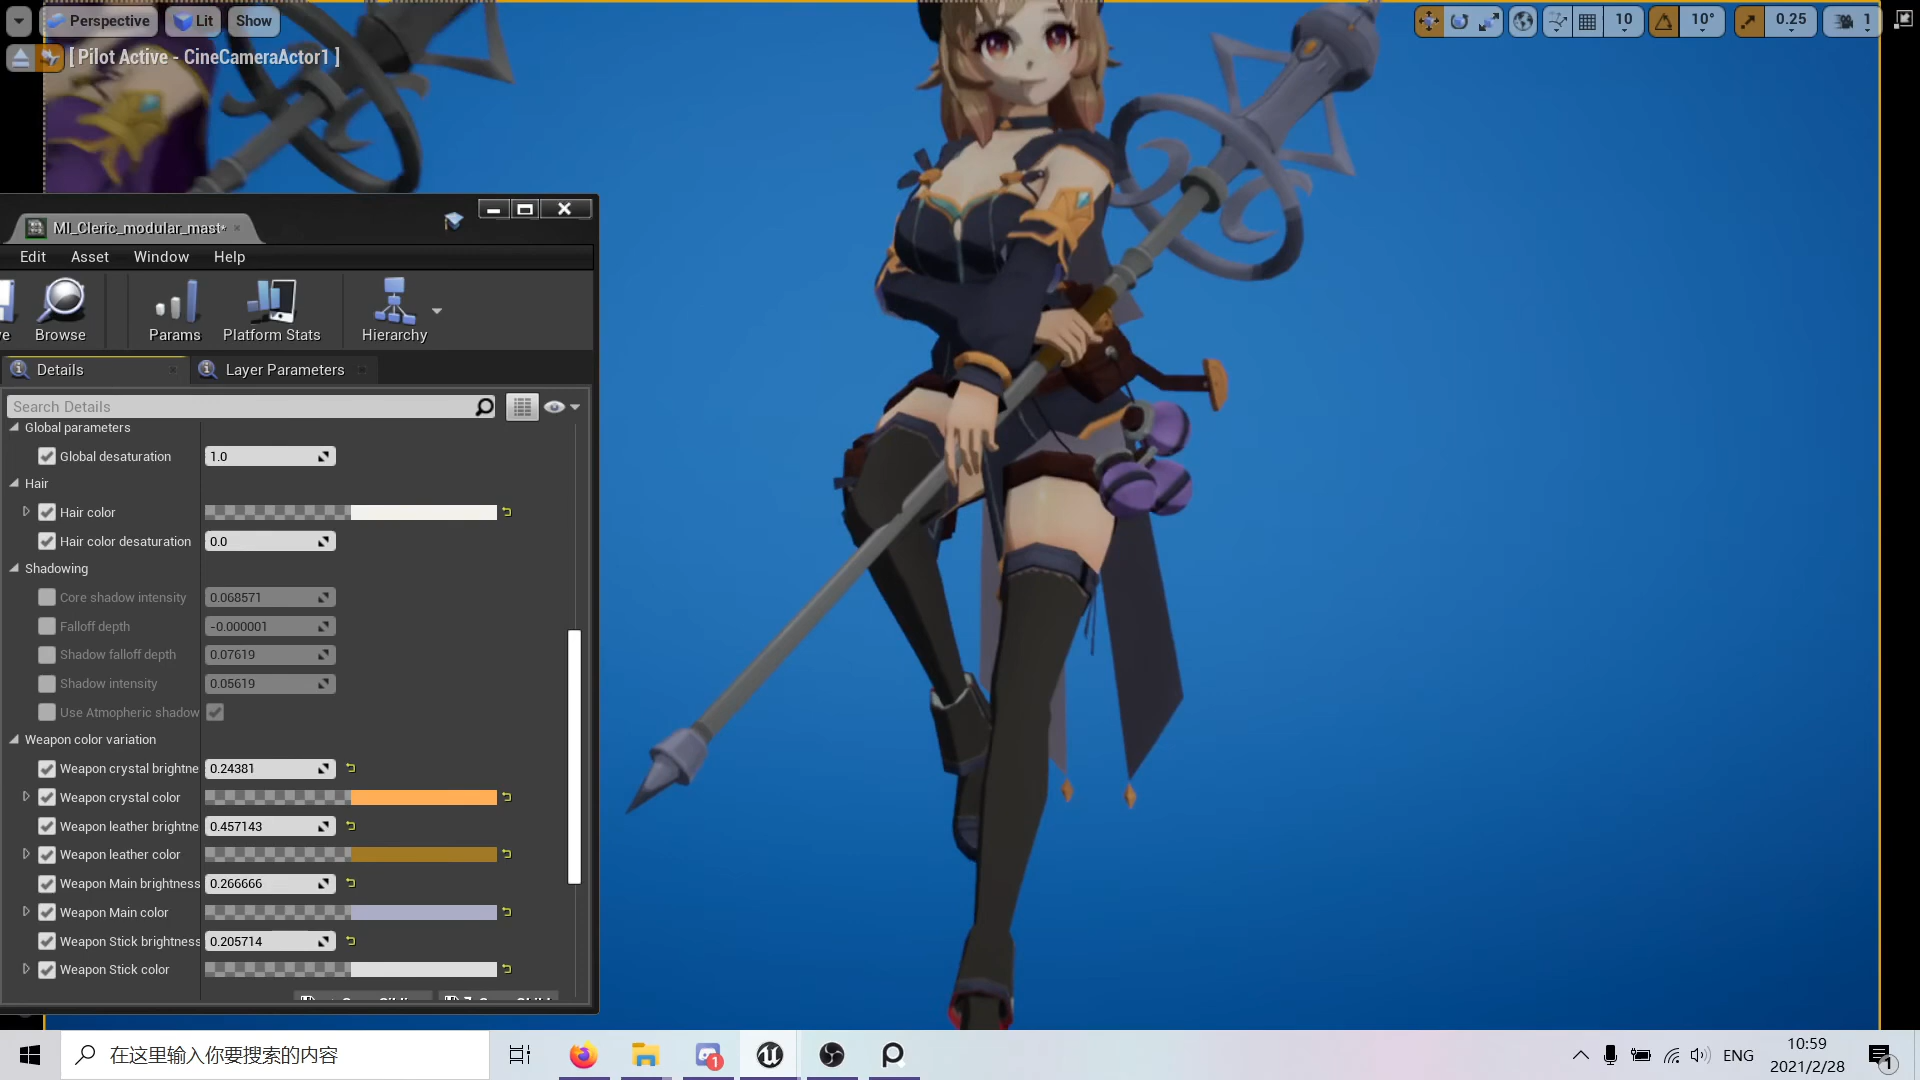 Perspective Lit Show 10 10° 0.25 1
[ Pilot Active - CineCameraActor1 ]
MI_Cleric_modular_mast*
Edit Asset Window Help
Browse Params Platform Stats Hierarchy
Details Layer Parameters
Search Details
Global parameters
Global desaturation 1.0
Hair
Hair color
Hair color desaturation 0.0
Shadowing
Core shadow intensity 0.068571
Falloff depth -0.000001
Shadow falloff depth 0.07619
Shadow intensity 0.05619
Use Atmopheric shadow
Weapon color variation
Weapon crystal brightne 0.24381
Weapon crystal color
Weapon leather brightne 0.457143
Weapon leather color
Weapon Main brightness 0.266666
Weapon Main color
Weapon Stick brightness 0.205714
Weapon Stick color
在这里输入你要搜索的内容 1 ENG 10:59
2021/2/28 1